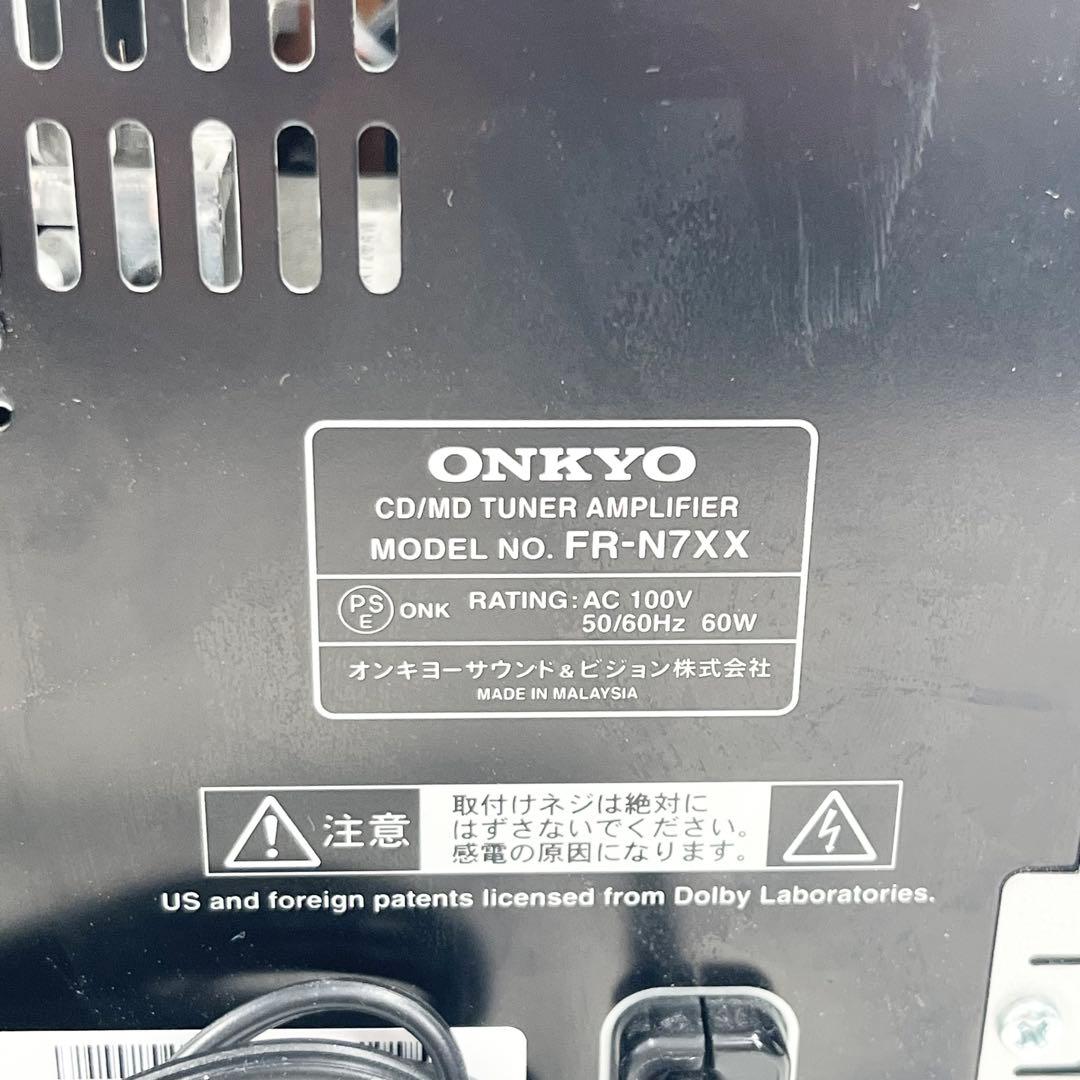 ONKYO
CD/MD TUNER AMPLIFIER
MODEL NO. FR-N7XX
PS E ONK RATING: AC 100V
50/60Hz 60W
オンキヨーサウンド&ビジョン株式会社
MADE IN MALAYSIA
注意
取付けネジは絶対に
はずさないでください。
感電の原因になります。
US and foreign patents licensed from Dolby Laboratories.